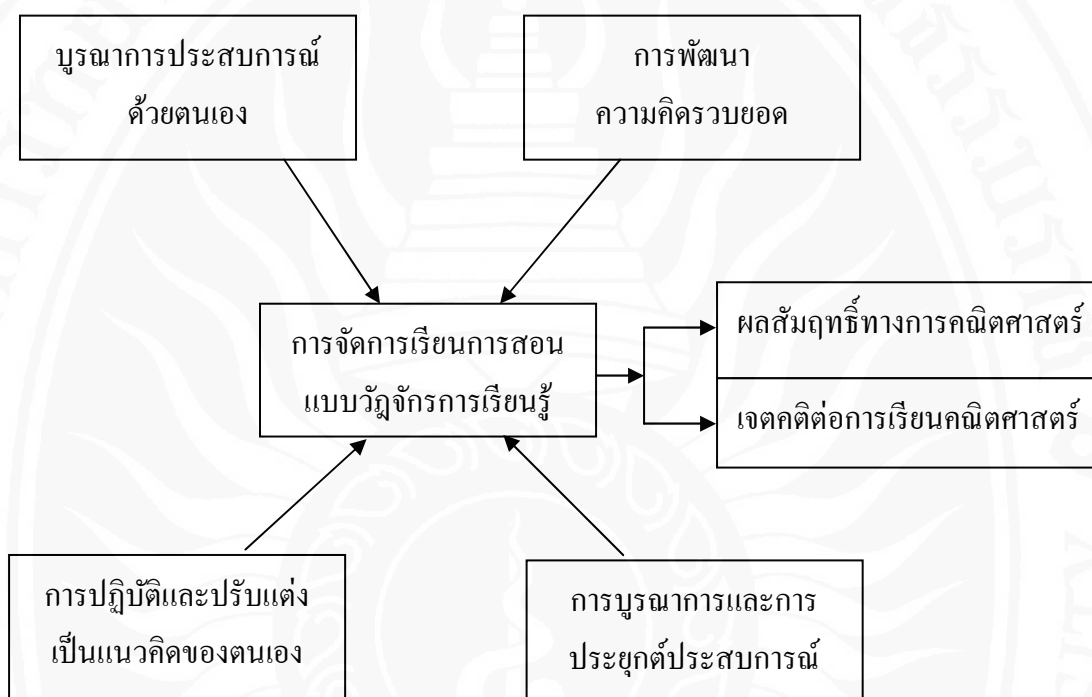 บูรณาการประสบการณ์
ด้วยตนเอง
การพัฒนา
ความคิดรวบยอด
การจัดการเรียนการสอน
แบบวัฎจักรการเรียนรู้
ผลสัมฤทธิ์ทางการคณิตศาสตร์
เจตคติต่อการเรียนคณิตศาสตร์
การปฏิบัติและปรับแต่ง
เป็นแนวคิดของตนเอง
การบูรณาการและการ
ประยุกต์ประสบการณ์